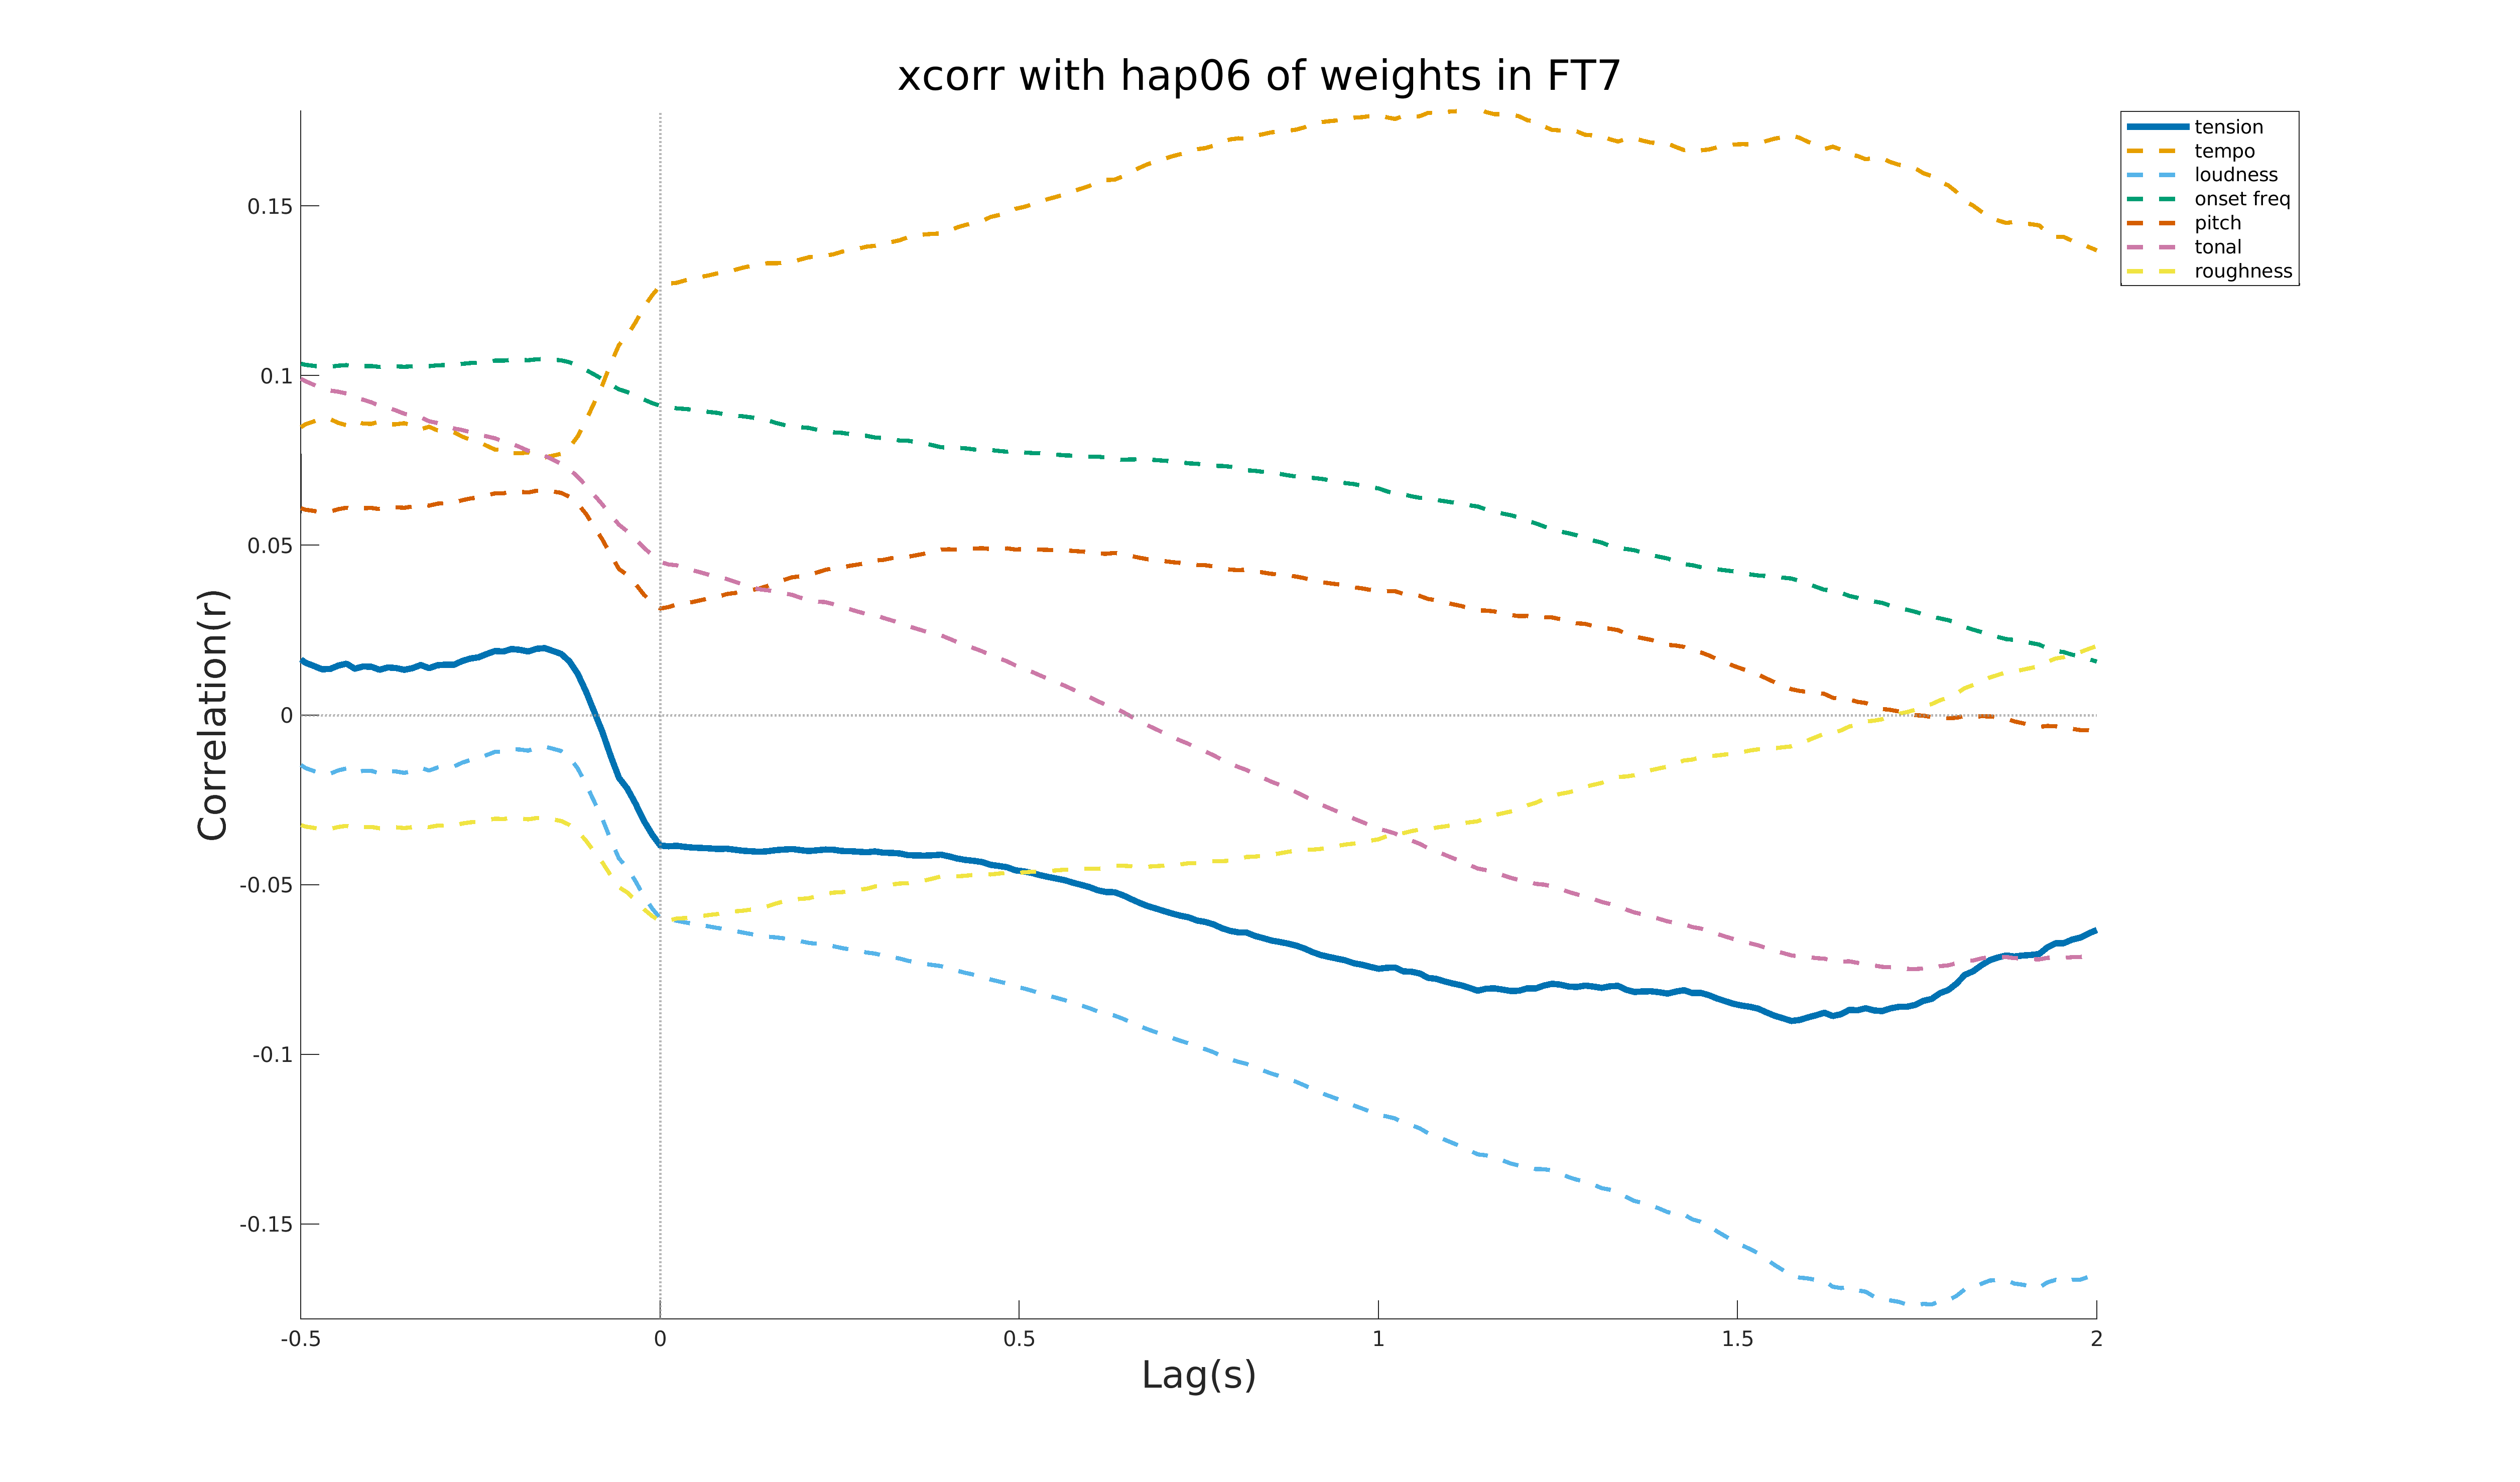 xcorr with hap06 of weights in FT7
tension
tempo
loudness
onset freq
pitch
tonal
roughness
Correlation(r)
0.15
0.1
0.05
0
-0.05
-0.1
-0.15
-0.5
0
0.5
1
1.5
2
Lag(s)